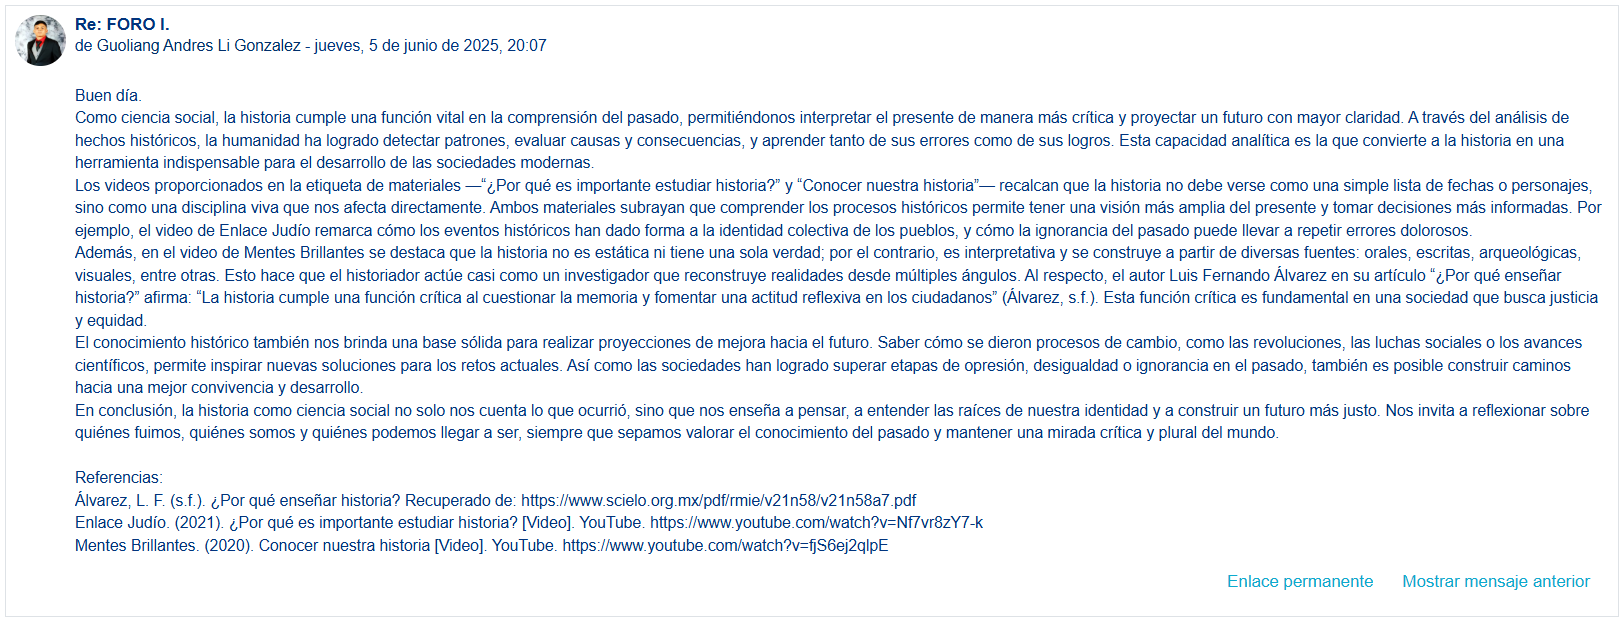 Re: FORO I.
de Guoliang Andres Li Gonzalez - jueves, 5 de junio de 2025, 20:07
Buen día.
Como ciencia social, la historia cumple una función vital en la comprensión del pasado, permitiéndonos interpretar el presente de manera más crítica y proyectar un futuro con mayor claridad. A través del análisis de
hechos históricos, la humanidad ha logrado detectar patrones, evaluar causas y consecuencias, y aprender tanto de sus errores como de sus logros. Esta capacidad analítica es la que convierte a la historia en una
herramienta indispensable para el desarrollo de las sociedades modernas.
Los videos proporcionados en la etiqueta de materiales —“¿Por qué es importante estudiar historia?” y “Conocer nuestra historia”— recalcan que la historia no debe verse como una simple lista de fechas o personajes,
sino como una disciplina viva que nos afecta directamente. Ambos materiales subrayan que comprender los procesos históricos permite tener una visión más amplia del presente y tomar decisiones más informadas. Por
ejemplo, el video de Enlace Judío remarca cómo los eventos históricos han dado forma a la identidad colectiva de los pueblos, y cómo la ignorancia del pasado puede llevar a repetir errores dolorosos.
Además, en el video de Mentes Brillantes se destaca que la historia no es estática ni tiene una sola verdad; por el contrario, es interpretativa y se construye a partir de diversas fuentes: orales, escritas, arqueológicas,
visuales, entre otras. Esto hace que el historiador actúe casi como un investigador que reconstruye realidades desde múltiples ángulos. Al respecto, el autor Luis Fernando Álvarez en su artículo “¿Por qué enseñar
historia?” afirma: “La historia cumple una función crítica al cuestionar la memoria y fomentar una actitud reflexiva en los ciudadanos” (Álvarez, s.f.). Esta función crítica es fundamental en una sociedad que busca justicia
y equidad.
El conocimiento histórico también nos brinda una base sólida para realizar proyecciones de mejora hacia el futuro. Saber cómo se dieron procesos de cambio, como las revoluciones, las luchas sociales o los avances
científicos, permite inspirar nuevas soluciones para los retos actuales. Así como las sociedades han logrado superar etapas de opresión, desigualdad o ignorancia en el pasado, también es posible construir caminos
hacia una mejor convivencia y desarrollo.
En conclusión, la historia como ciencia social no solo nos cuenta lo que ocurrió, sino que nos enseña a pensar, a entender las raíces de nuestra identidad y a construir un futuro más justo. Nos invita a reflexionar sobre
quiénes fuimos, quiénes somos y quiénes podemos llegar a ser, siempre que sepamos valorar el conocimiento del pasado y mantener una mirada crítica y plural del mundo.
Referencias:
Álvarez, L. F. (s.f.). ¿Por qué enseñar historia? Recuperado de: https://www.scielo.org.mx/pdf/rmie/v21n58/v21n58a7.pdf
Enlace Judío. (2021). ¿Por qué es importante estudiar historia? [Video]. YouTube. https://www.youtube.com/watch?v=Nf7vr8zY7-k
Mentes Brillantes. (2020). Conocer nuestra historia [Video]. YouTube. https://www.youtube.com/watch?v=fjS6ej2qlpE
Enlace permanente Mostrar mensaje anterior